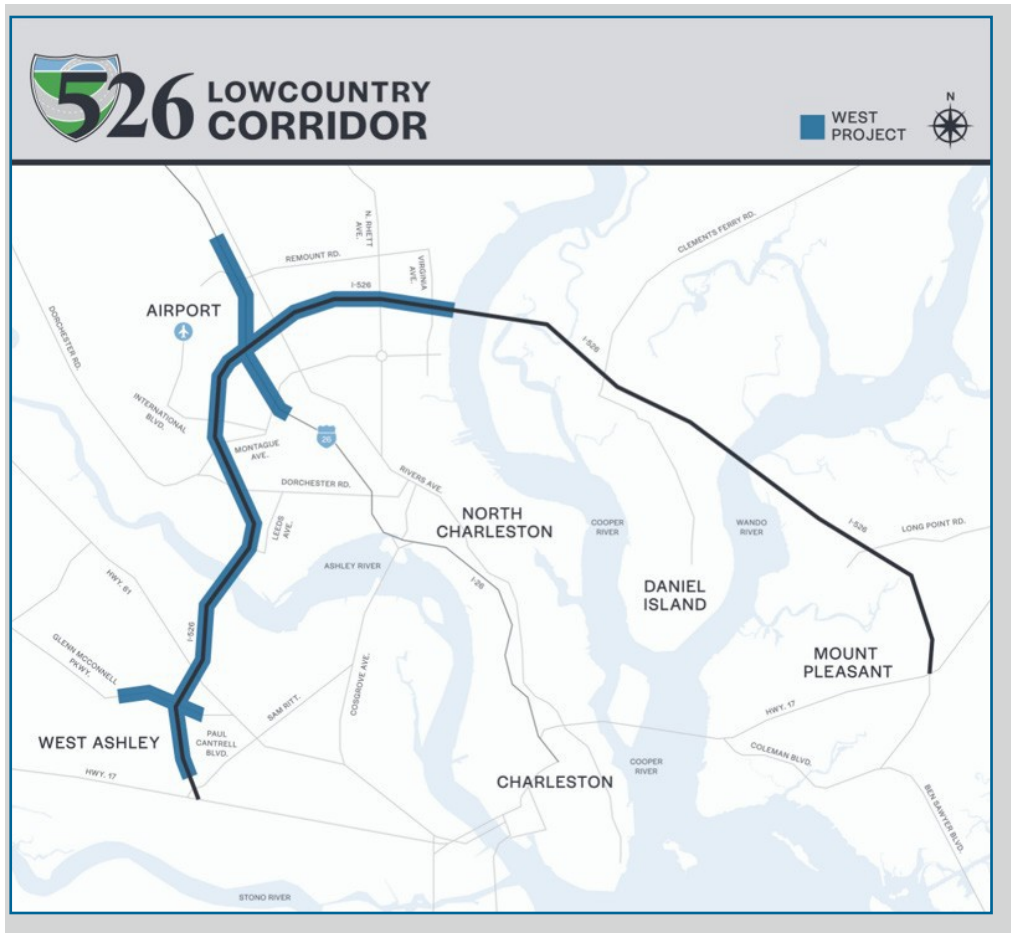 526 LOWCOUNTRY
CORRIDOR
WEST
PROJECT
N
N. RHETT
AVE.
REMOUNT RD.
VIRGINIA
AVE.
CLEMENTS FERRY RD.
I-526
AIRPORT
DORCHESTER RD.
I-526
INTERNATIONAL
BLVD.
MONTAGUE
AVE.
26
DORCHESTER RD.
RIVERS AVE.
LEEDS
AVE.
NORTH
CHARLESTON
COOPER
RIVER
WANDO
RIVER
I-526
LONG POINT RD.
ASHLEY RIVER
HWY. 61
I-26
DANIEL
ISLAND
I-526
GLENN MCCONNELL
PKWY.
COSGROVE AVE.
MOUNT
PLEASANT
SAM RITT.
HWY. 17
PAUL
CANTRELL
BLVD.
WEST ASHLEY
HWY. 17
COLEMAN BLVD.
COOPER
RIVER
CHARLESTON
BEN SAWYER BLVD.
STONO RIVER